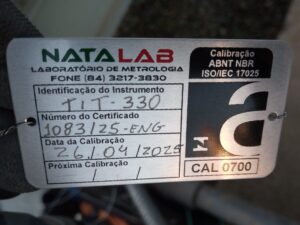 NATALAB
LABORATÓRIO DE METROLOGIA
FONE (84) 3217-3830
Identificação do Instrumento
TIT-330
Número do Certificado
1083/25-ENG
Data da Calibração
26/04/2025
Próxima Calibração
/ /
Calibração
ABNT NBR
ISO/IEC 17025
CAL 0700